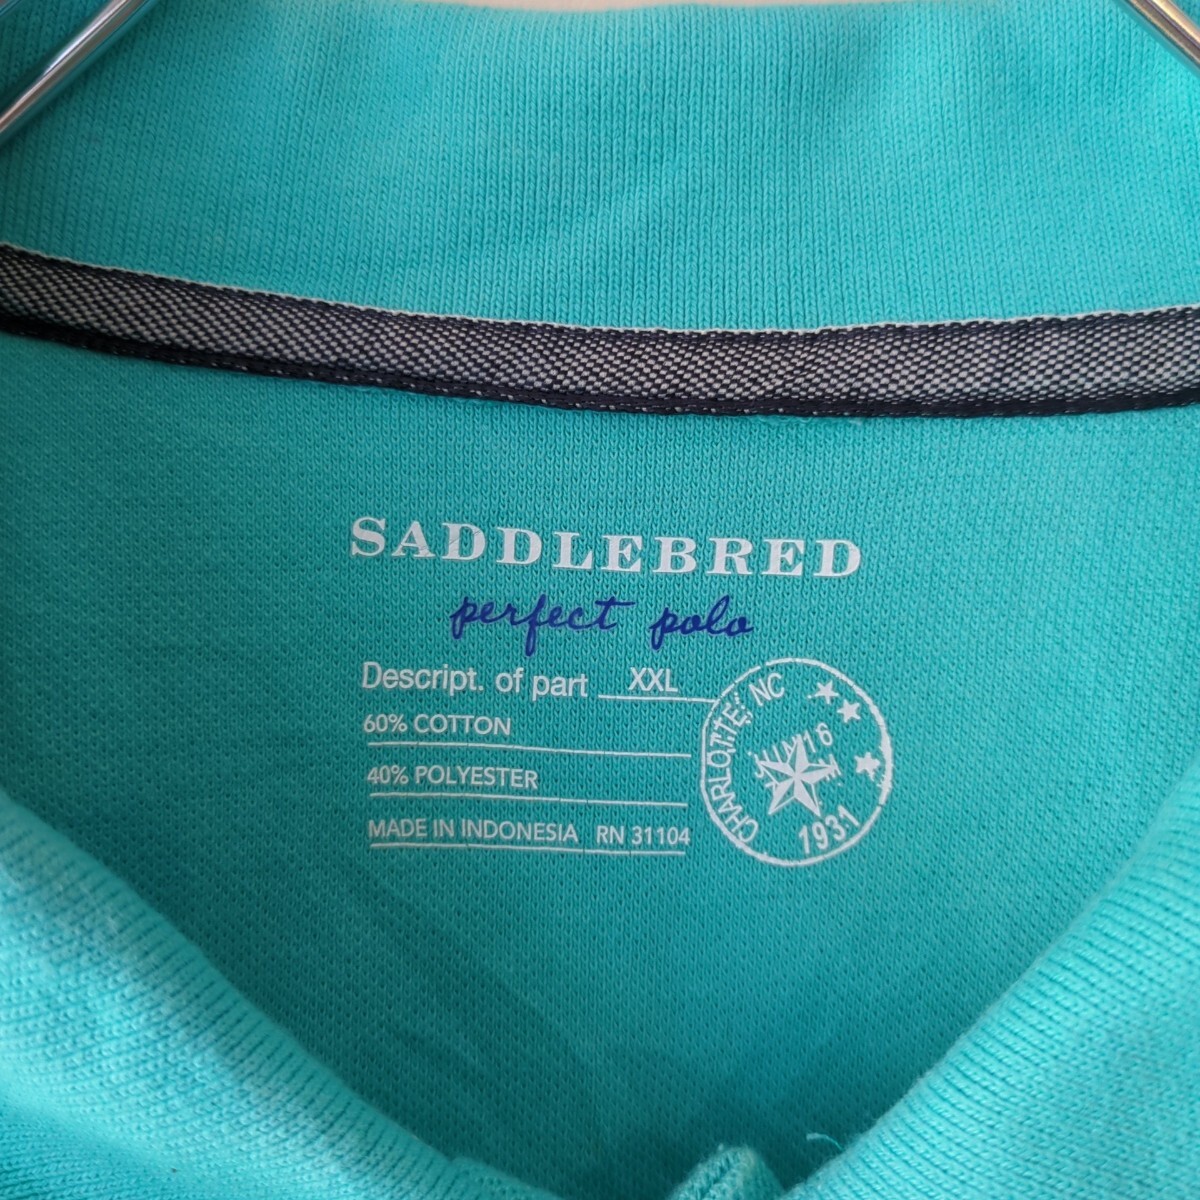 SADDLEBRED
perfect polo
Descript. of part XXL
60% COTTON
40% POLYESTER
MADE IN INDONESIA RN 31104
CHARLOTTE, NC
16
1931